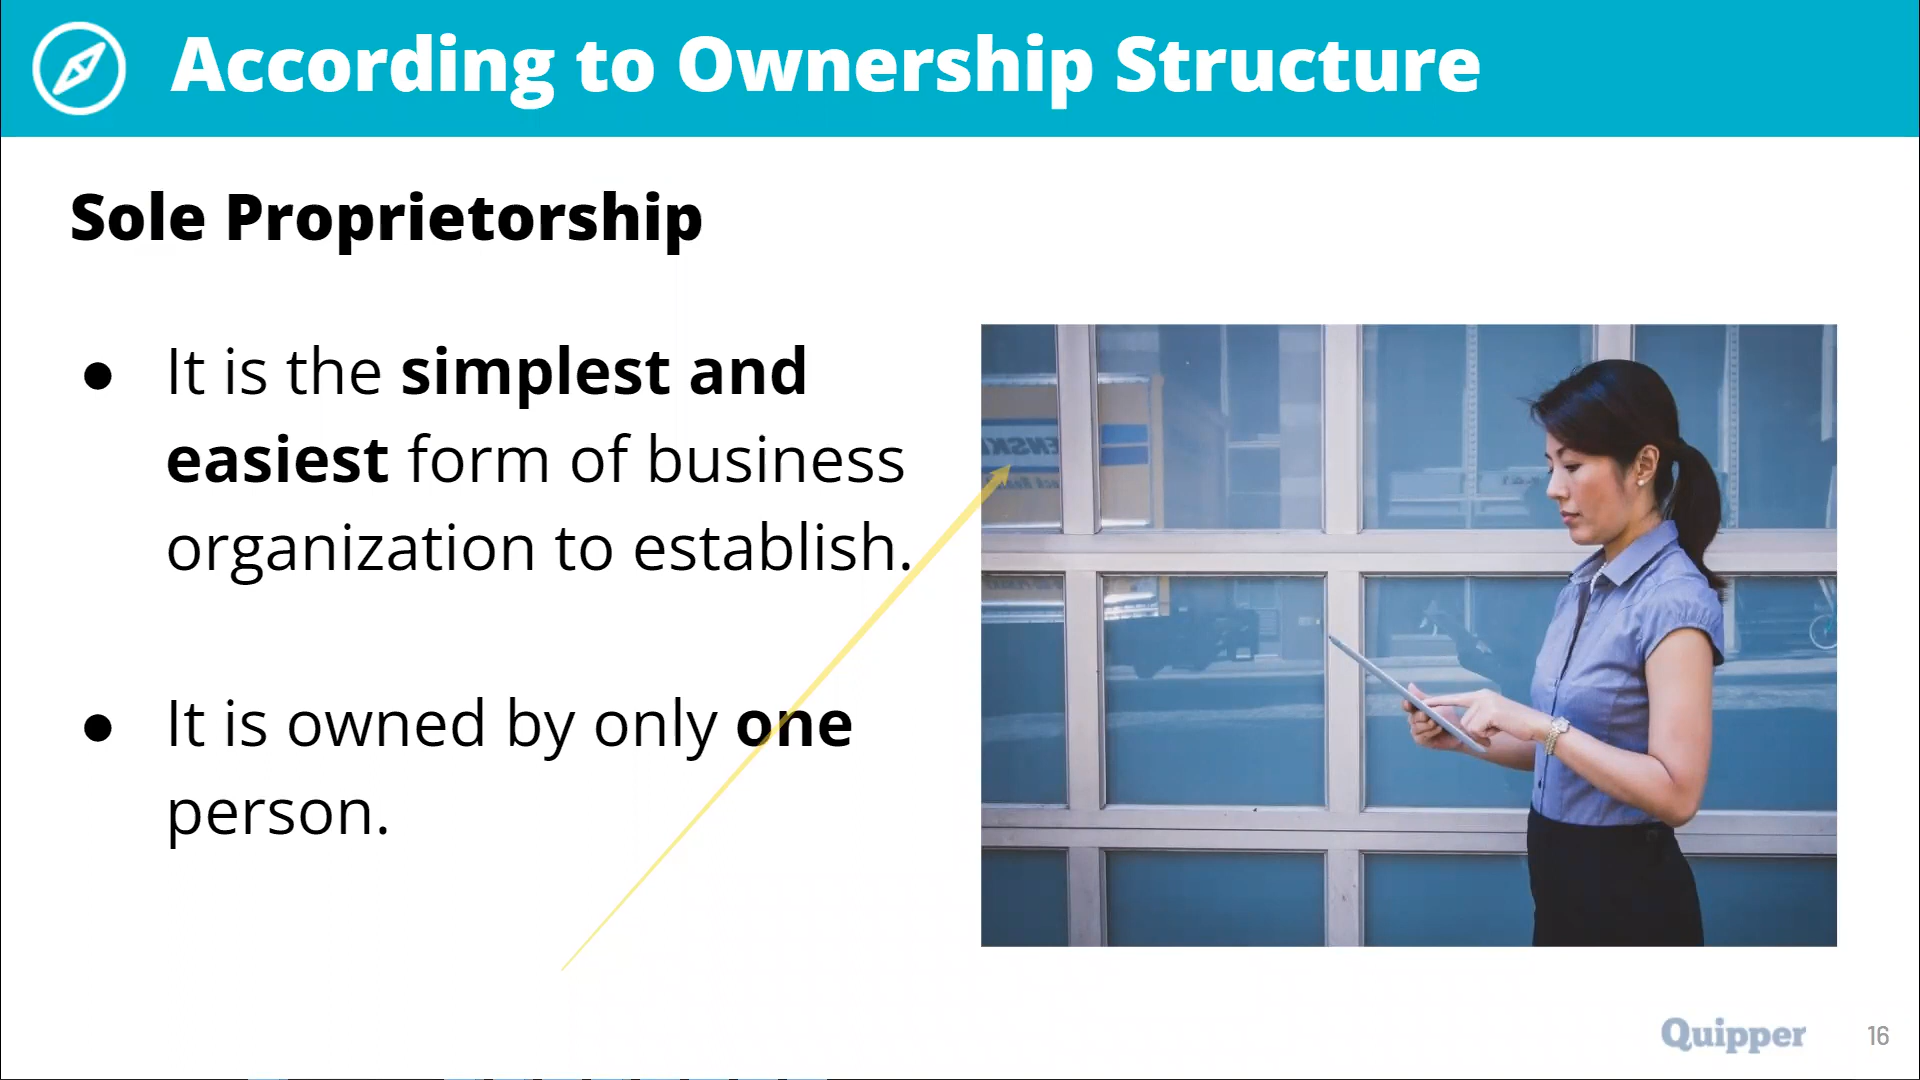 According to Ownership Structure
Sole Proprietorship
● It is the simplest and
easiest form of business
organization to establish.
● It is owned by only one
person.
Quipper
16